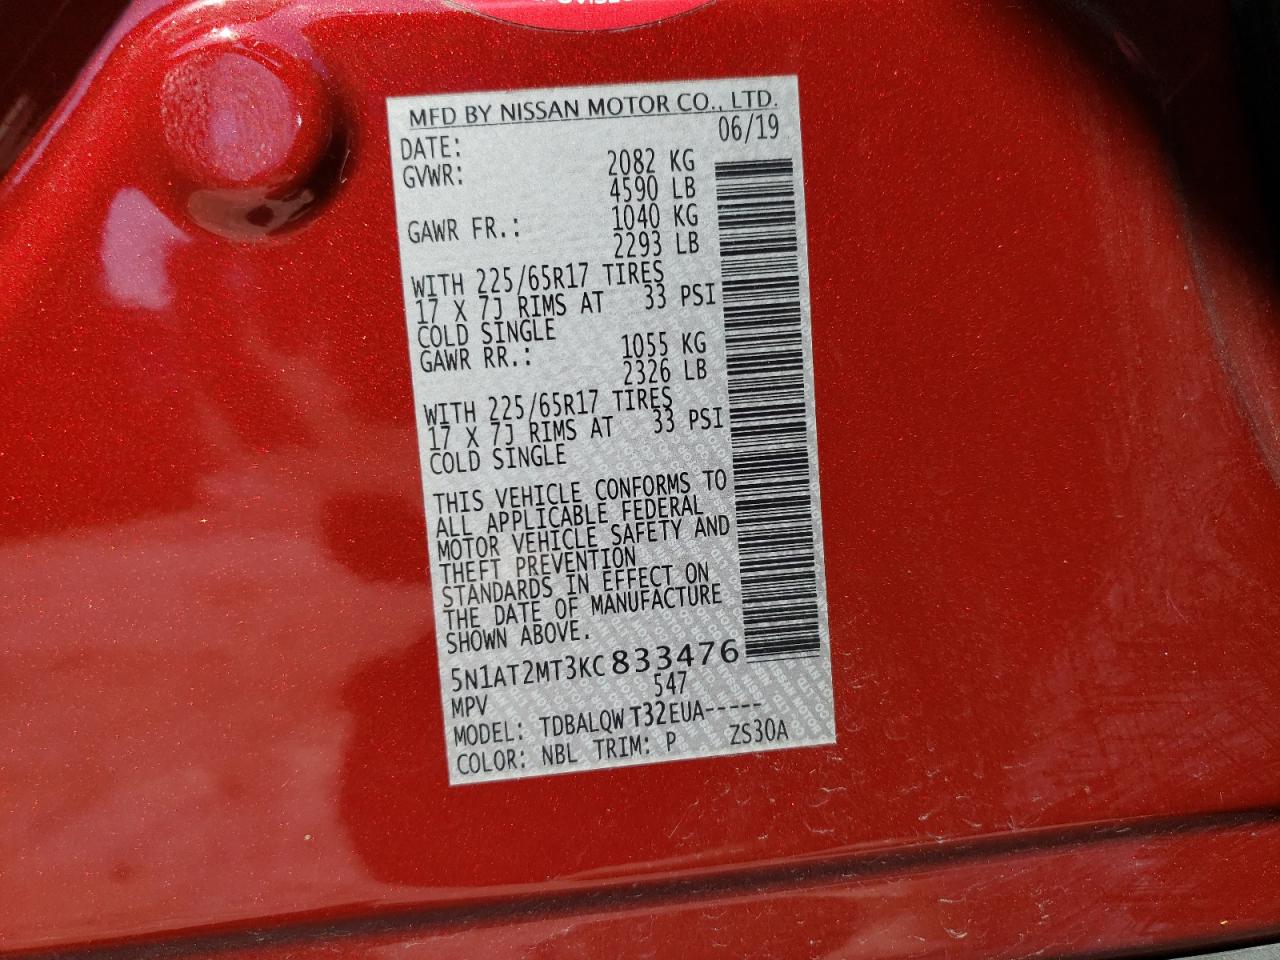 MFD BY NISSAN MOTOR CO., LTD.
DATE: 06/19
GVWR: 2082 KG
4590 LB
GAWR FR.: 1040 KG
2293 LB
WITH 225/65R17 TIRES
17 X 7J RIMS AT 33 PSI
COLD SINGLE
GAWR RR.: 1055 KG
2326 LB
WITH 225/65R17 TIRES
17 X 7J RIMS AT 33 PSI
COLD SINGLE
THIS VEHICLE CONFORMS TO
ALL APPLICABLE FEDERAL
MOTOR VEHICLE SAFETY AND
THEFT PREVENTION
STANDARDS IN EFFECT ON
THE DATE OF MANUFACTURE
SHOWN ABOVE.
5N1AT2MT3KC833476
MPV 547
MODEL: TDBALQW T32EUA-----
COLOR: NBL TRIM: P ZS30A